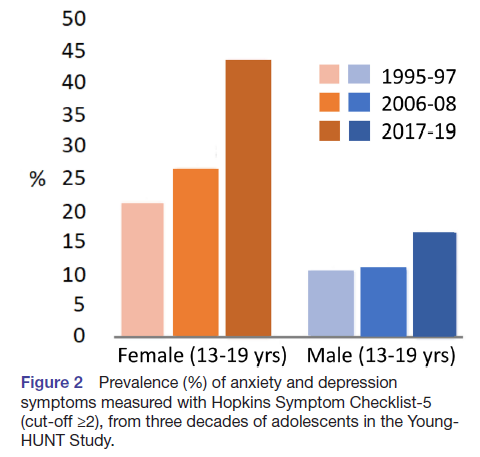 50
45
40
35
30
% 25
20
15
10
5
0
1995-97
2006-08
2017-19
Female (13-19 yrs) Male (13-19 yrs)
Figure 2 Prevalence (%) of anxiety and depression
symptoms measured with Hopkins Symptom Checklist-5
(cut-off ≥2), from three decades of adolescents in the Young-
HUNT Study.